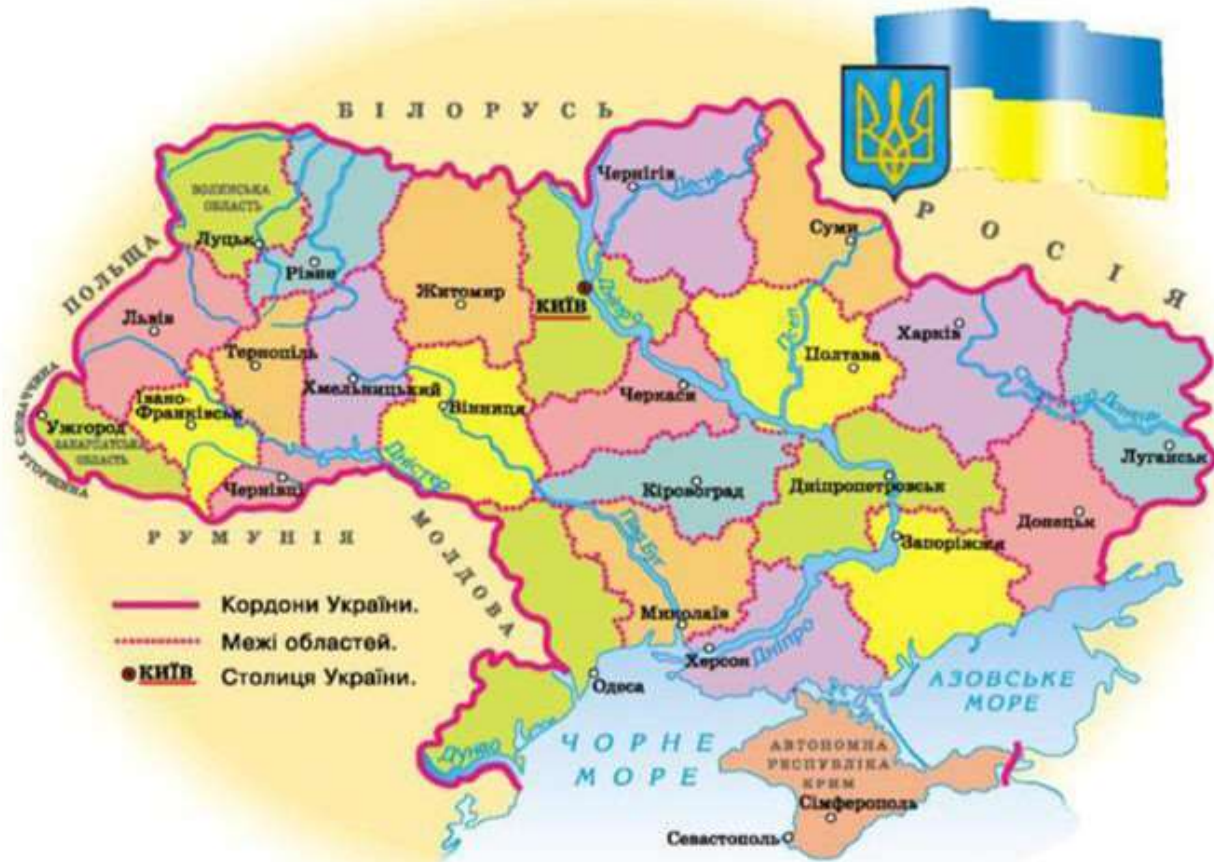 БІЛОРУСЬ
ПОЛЬЩА
РОСІЯ
СЛОВАЧЧИНА
УГОРЩИНА
РУМУНІЯ
МОЛДОВА
ВОЛИНСЬКА
ОБЛАСТЬ
Луцьк
Рівне
Житомир
КИЇВ
Чернігів
Десна
Суми
Дніпро
Псел
Львів
Тернопіль
Хмельницький
Вінниця
Черкаси
Полтава
Харків
Луганськ
Івано-
Франківськ
Ужгород
ЗАКАРПАТСЬКА
ОБЛАСТЬ
Чернівці
Дністер
Кіровоград
Дніпропетровськ
Донецьк
Запоріжжя
Півд Буг
Миколаїв
Херсон
Дніпро
Одеса
Дунай
АЗОВСЬКЕ
МОРЕ
ЧОРНЕ
МОРЕ
АВТОНОМНА
РЕСПУБЛІКА
КРИМ
Сімферополь
Севастополь
Кордони України.
Межі областей.
КИЇВ Столиця України.